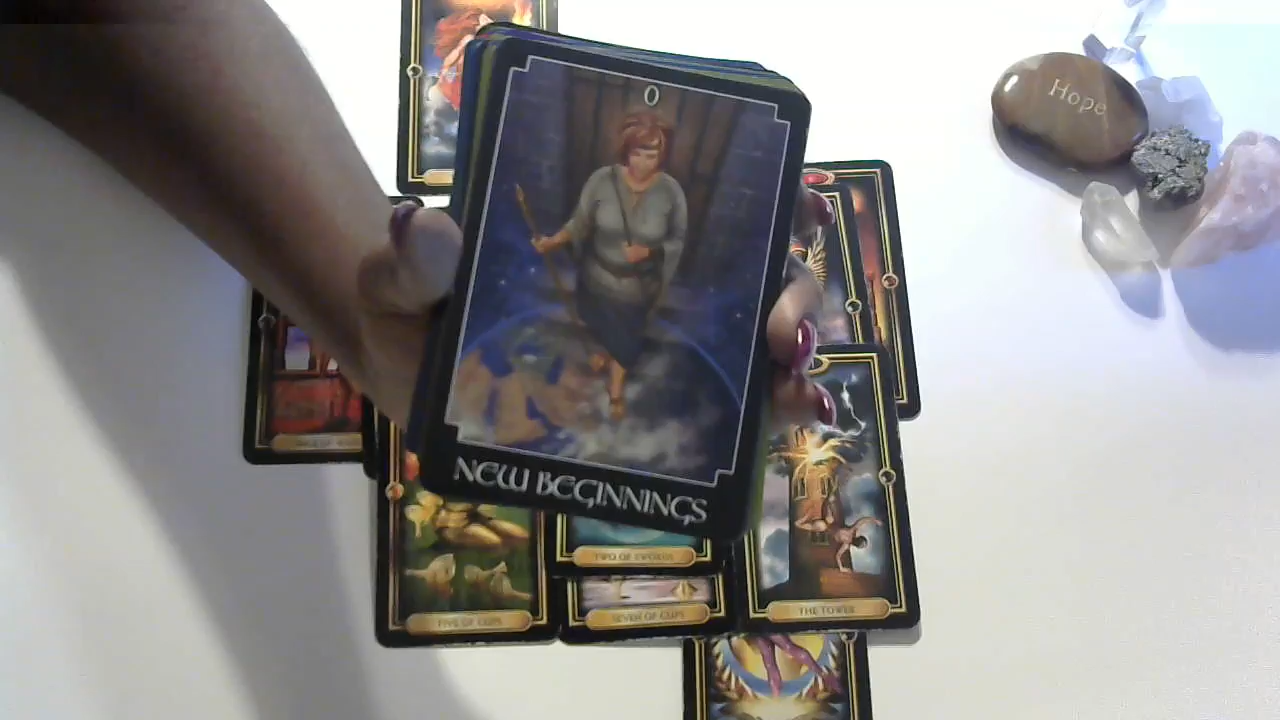 0
Hope
NEW BEGINNINGS
TWO OF SWORDS
FIVE OF CUPS
SEVEN OF CUPS
THE TOWER